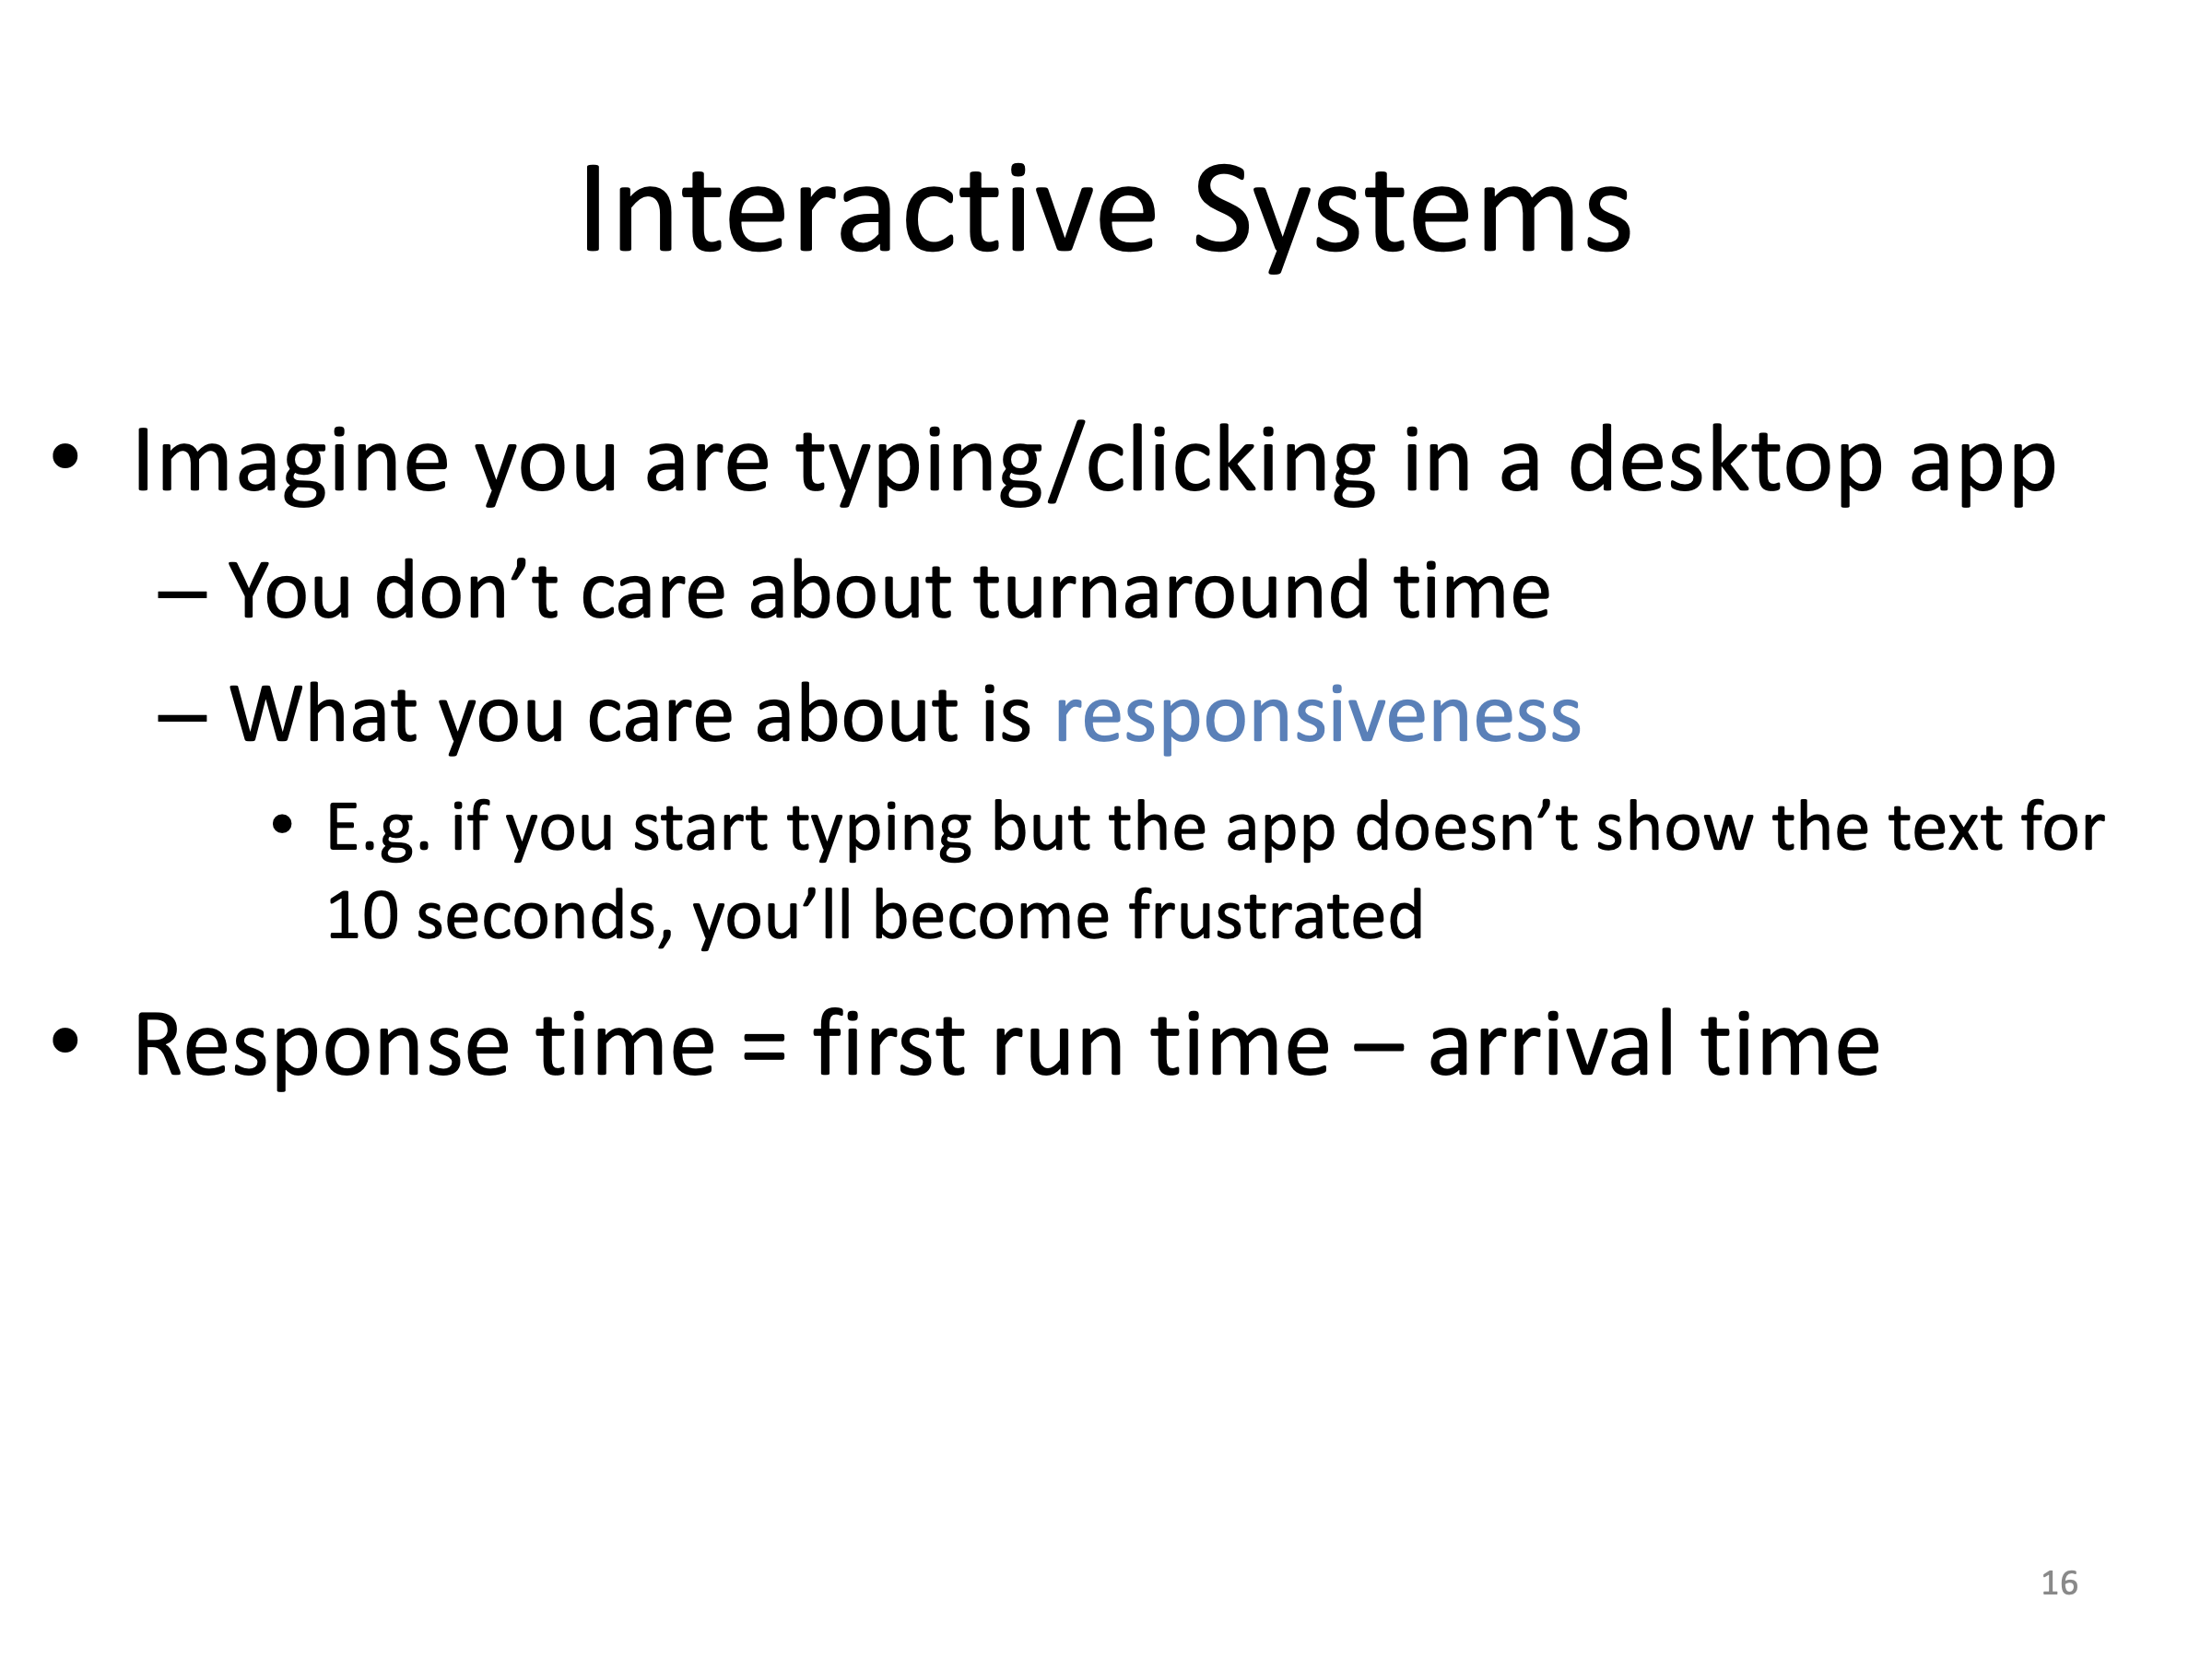 Interactive Systems
• Imagine you are typing/clicking in a desktop app
– You don’t care about turnaround time
– What you care about is responsiveness
• E.g. if you start typing but the app doesn’t show the text for
10 seconds, you’ll become frustrated
• Response time = first run time – arrival time
16